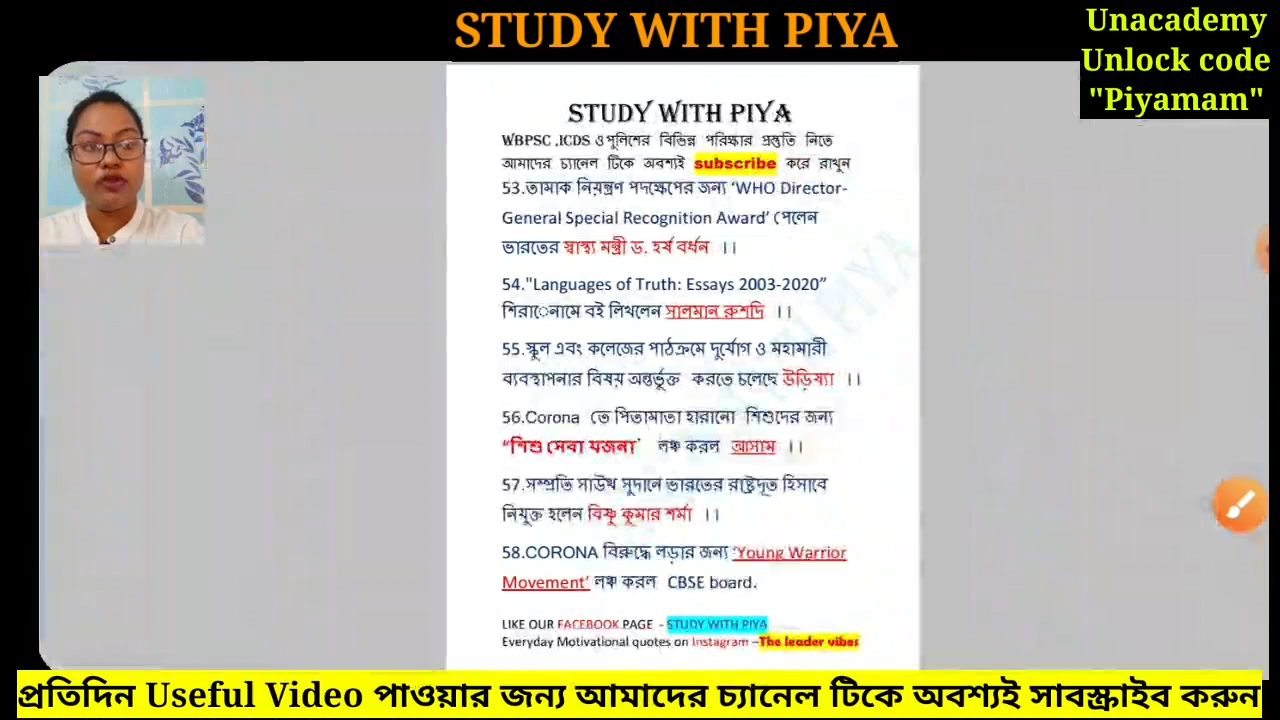 STUDY WITH PIYA
Unacademy
Unlock code
"Piyamam"
STUDY WITH PIYA
WBPSC ,ICDS ও পুলিশের বিভিন্ন পরিক্ষার প্রস্তুতি নিতে
আমাদের চ্যানেল টিকে অবশ্যই subscribe করে রাখুন
53.তামাক নিয়ন্ত্রণ পদক্ষেপের জন্য ‘WHO Director-
General Special Recognition Award’ পেলেন
ভারতের স্বাস্থ্য মন্ত্রী ড. হর্ষ বর্ধন ।।
54."Languages of Truth: Essays 2003-2020”
শিরাোনামে বই লিখলেন সালমান রুশদি ।।
55.স্কুল এবং কলেজের পাঠক্রমে দুর্যোগ ও মহামারী
ব্যবস্থাপনার বিষয় অন্তর্ভুক্ত করতে চলেছে উড়িষ্যা ।।
56.Corona তে পিতামাতা হারানো শিশুদের জন্য
“শিশু সেবা যজনা’ লঞ্চ করল আসাম ।।
57.সম্প্রতি সাউথ সুদানে ভারতের রাষ্ট্রদূত হিসাবে
নিযুক্ত হলেন বিষ্ণু কুমার শর্মা ।।
58.CORONA বিরুদ্ধে লড়ার জন্য ‘Young Warrior
Movement’ লঞ্চ করল CBSE board.
LIKE OUR FACEBOOK PAGE - STUDY WITH PIYA
Everyday Motivational quotes on Instagram –The leader vibes
প্রতিদিন Useful Video পাওয়ার জন্য আমাদের চ্যানেল টিকে অবশ্যই সাবস্ক্রাইব করুন